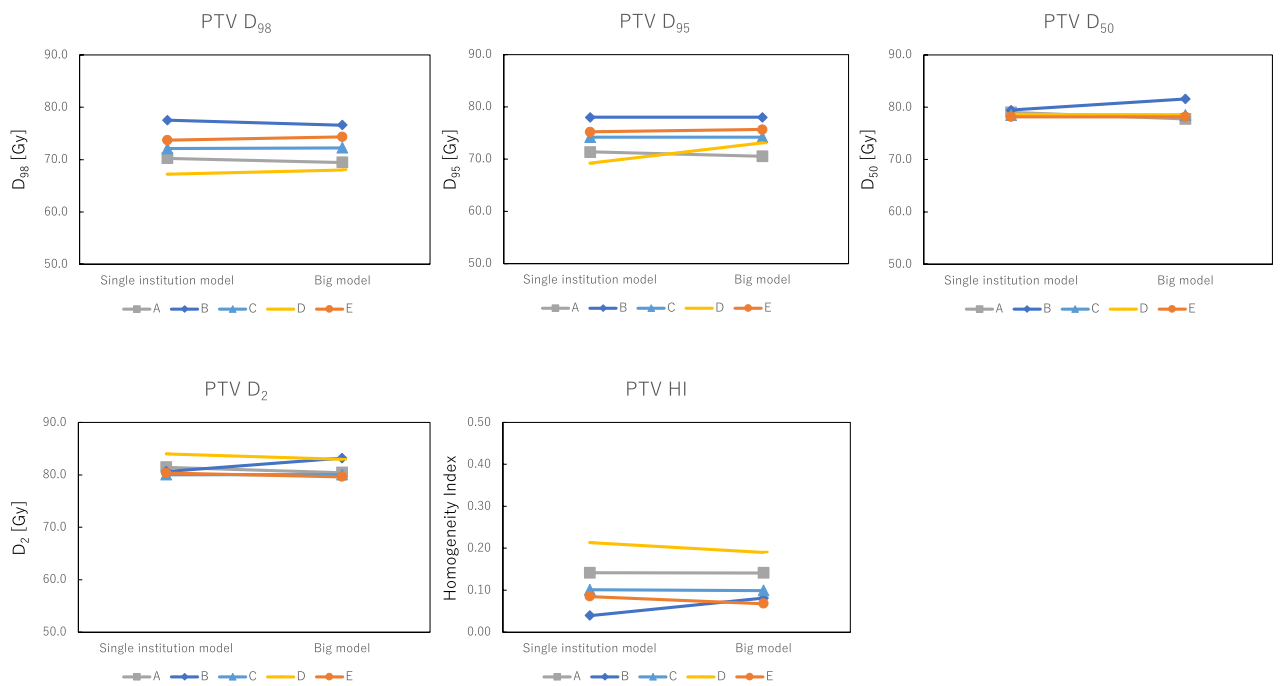 PTV D98
D98 [Gy]
90.0
80.0
70.0
60.0
50.0
Single institution model
Big model
A B C D E
PTV D95
D95 [Gy]
90.0
80.0
70.0
60.0
50.0
Single institution model
Big model
A B C D E
PTV D50
D50 [Gy]
90.0
80.0
70.0
60.0
50.0
Single institution model
Big model
A B C D E
PTV D2
D2 [Gy]
90.0
80.0
70.0
60.0
50.0
Single institution model
Big model
A B C D E
PTV HI
Homogeneity Index
0.50
0.40
0.30
0.20
0.10
0.00
Single institution model
Big model
A B C D E